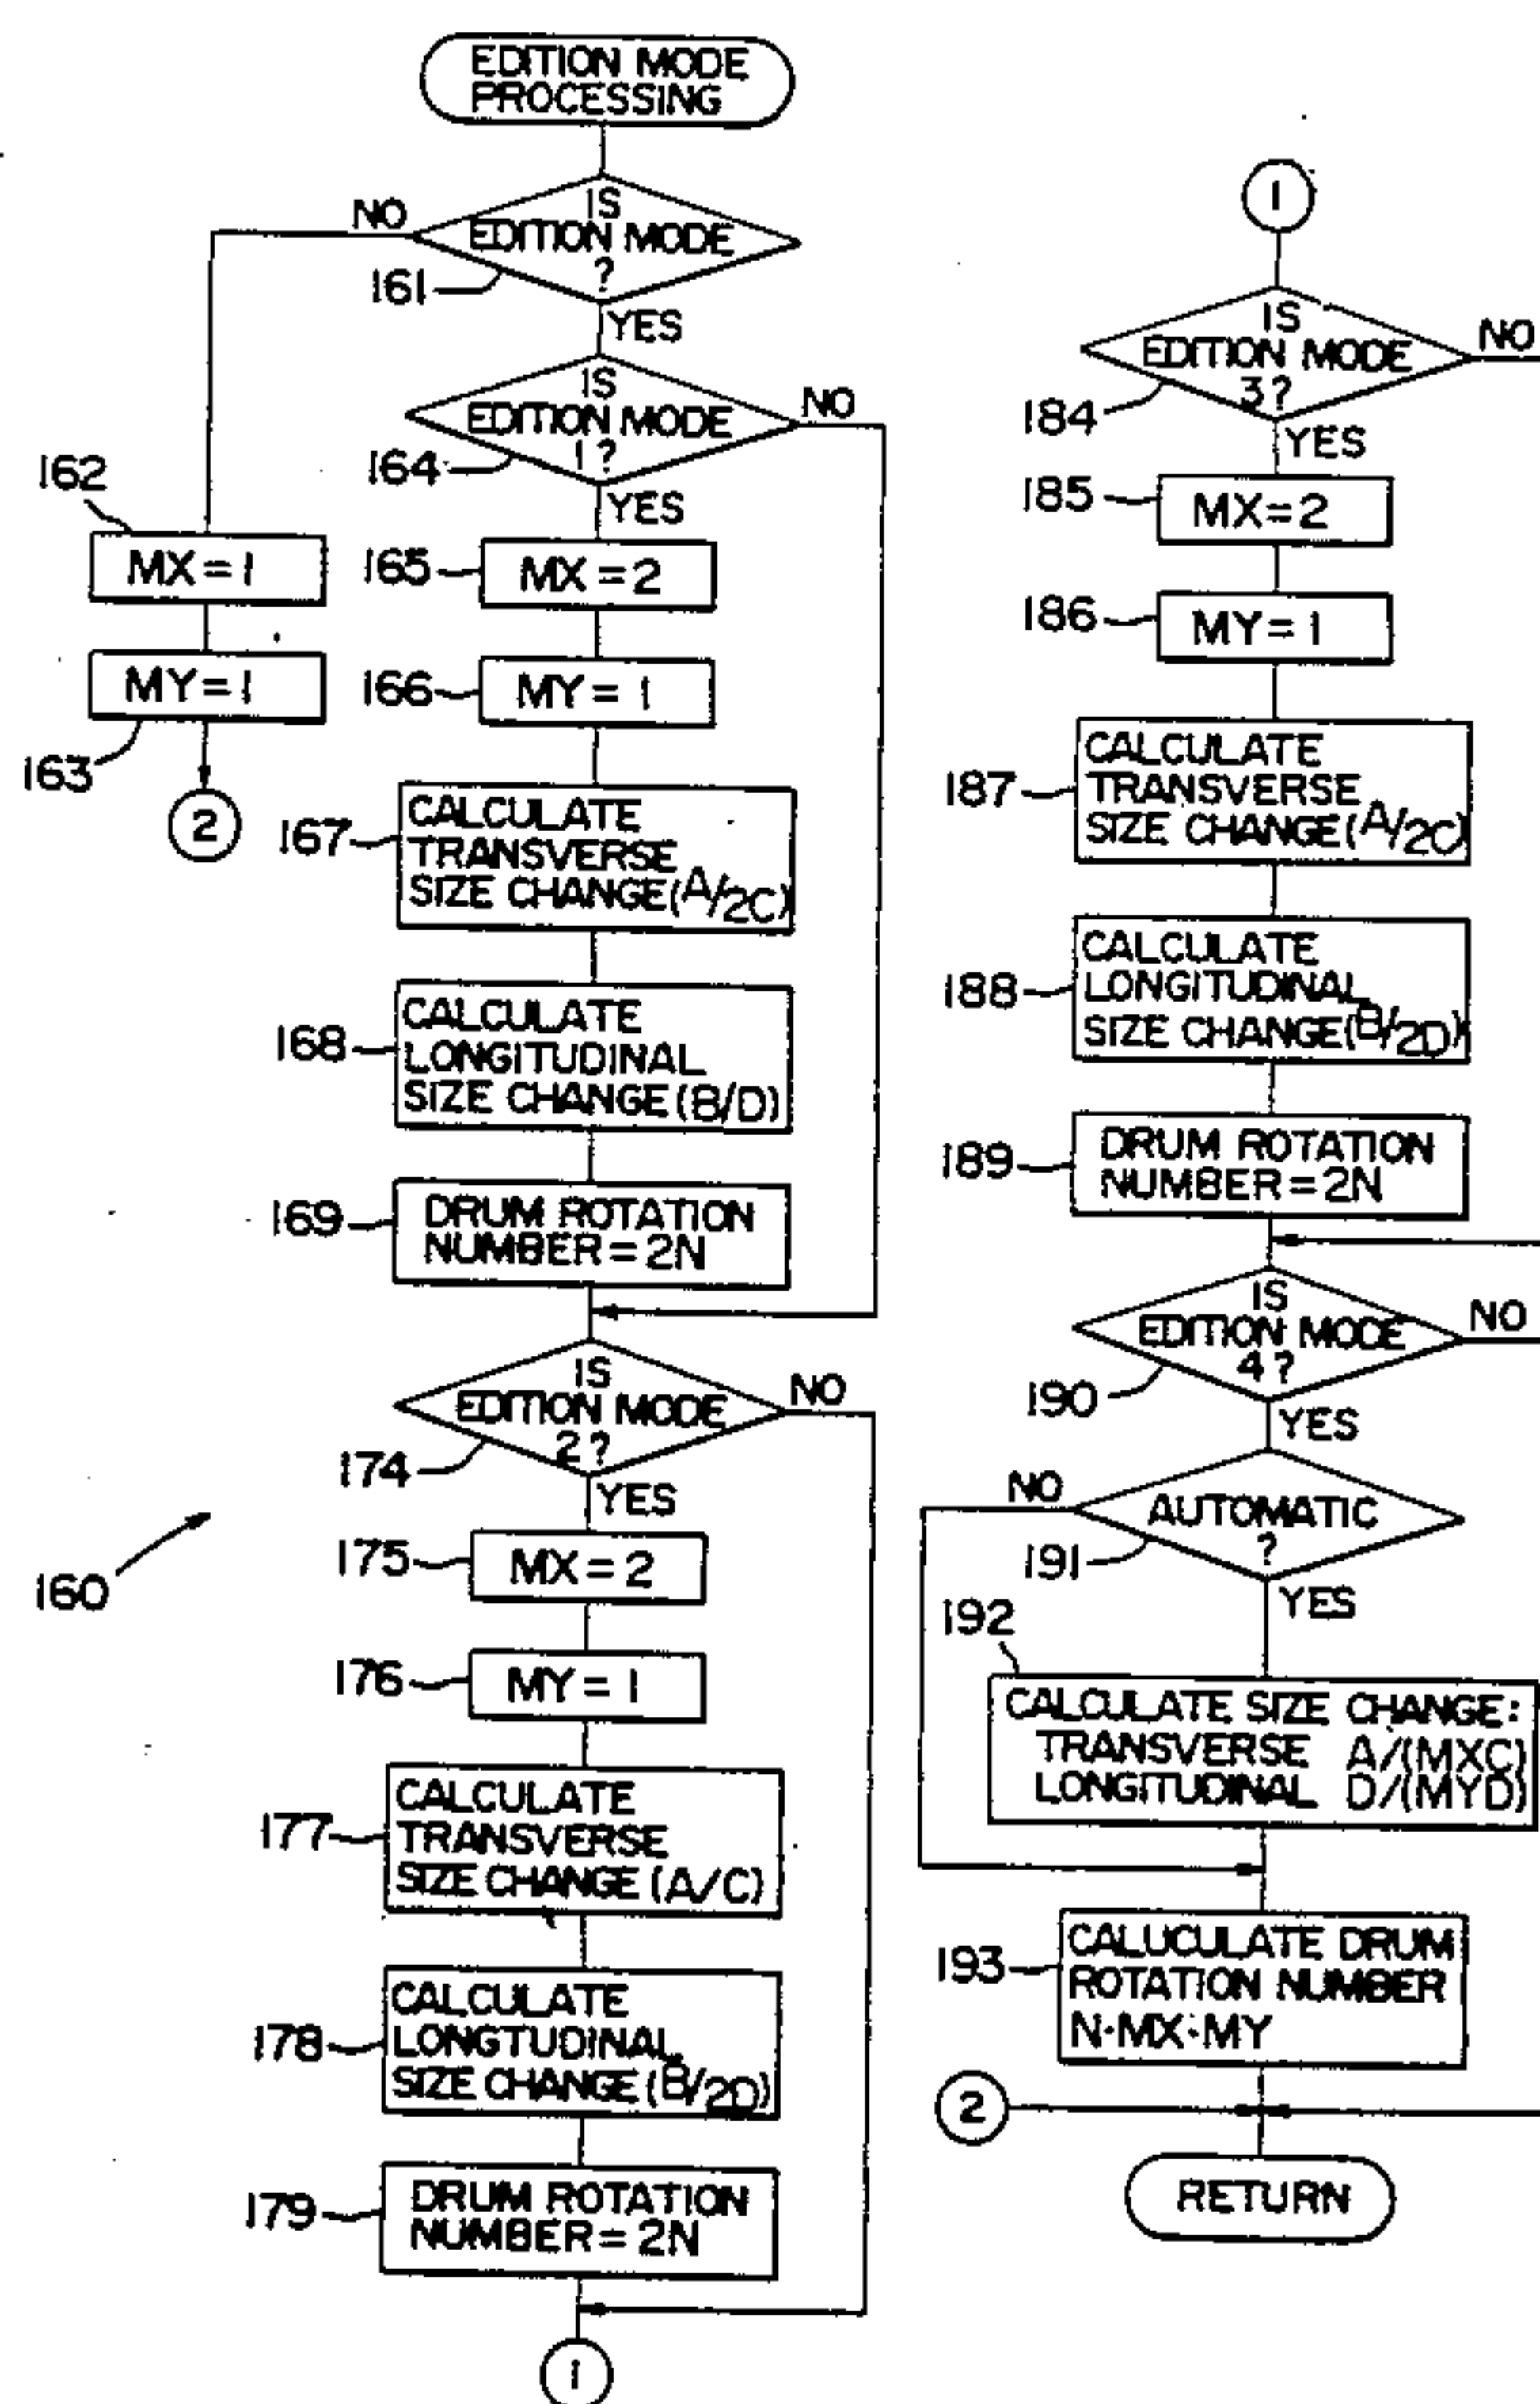 EDITION MODE
PROCESSING
NO
IS
EDITION MODE
?
161
YES
IS
EDITION MODE
1?
NO
164
YES
162
MX=1
165
MX=2
MY=1
163
166
MY=1
2
167
CALCULATE
TRANSVERSE
SIZE CHANGE(A/2C)
168
CALCULATE
LONGITUDINAL
SIZE CHANGE(B/D)
169
DRUM ROTATION
NUMBER=2N
IS
EDITION MODE
2?
NO
174
YES
160
175
MX=2
176
MY=1
177
CALCULATE
TRANSVERSE
SIZE CHANGE(A/C)
178
CALCULATE
LONGTUDINAL
SIZE CHANGE(B/2D)
179
DRUM ROTATION
NUMBER=2N
1
1
IS
EDITION MODE
3?
NO
184
YES
185
MX=2
186
MY=1
187
CALCULATE
TRANSVERSE
SIZE CHANGE(A/2C)
188
CALCULATE
LONGITUDINAL
SIZE CHANGE(B/2D)
189
DRUM ROTATION
NUMBER=2N
IS
EDITION MODE
4?
NO
190
YES
NO
AUTOMATIC
?
191
YES
192
CALCULATE SIZE CHANGE:
TRANSVERSE A/(MXC)
LONGITUDINAL D/(MYD)
193
CALUCULATE DRUM
ROTATION NUMBER
N·MX·MY
2
RETURN